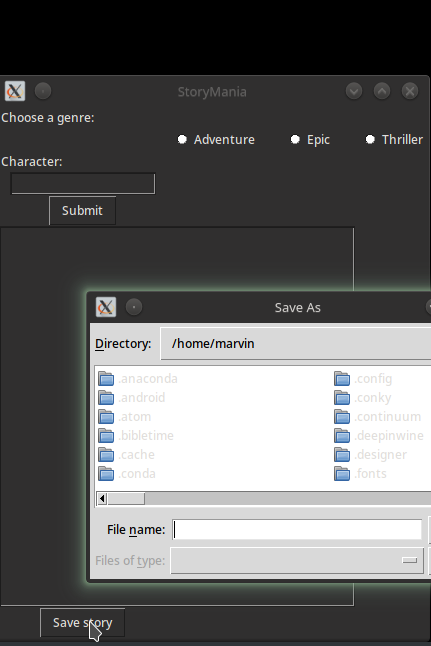 StoryMania
Choose a genre:
Adventure Epic Thriller
Character:
Submit
Save As
Directory: /home/marvin
.anaconda .config
.android .conky
.atom .continuum
.bibletime .deepinwine
.cache .designer
.conda .fonts
File name:
Files of type:
Save story